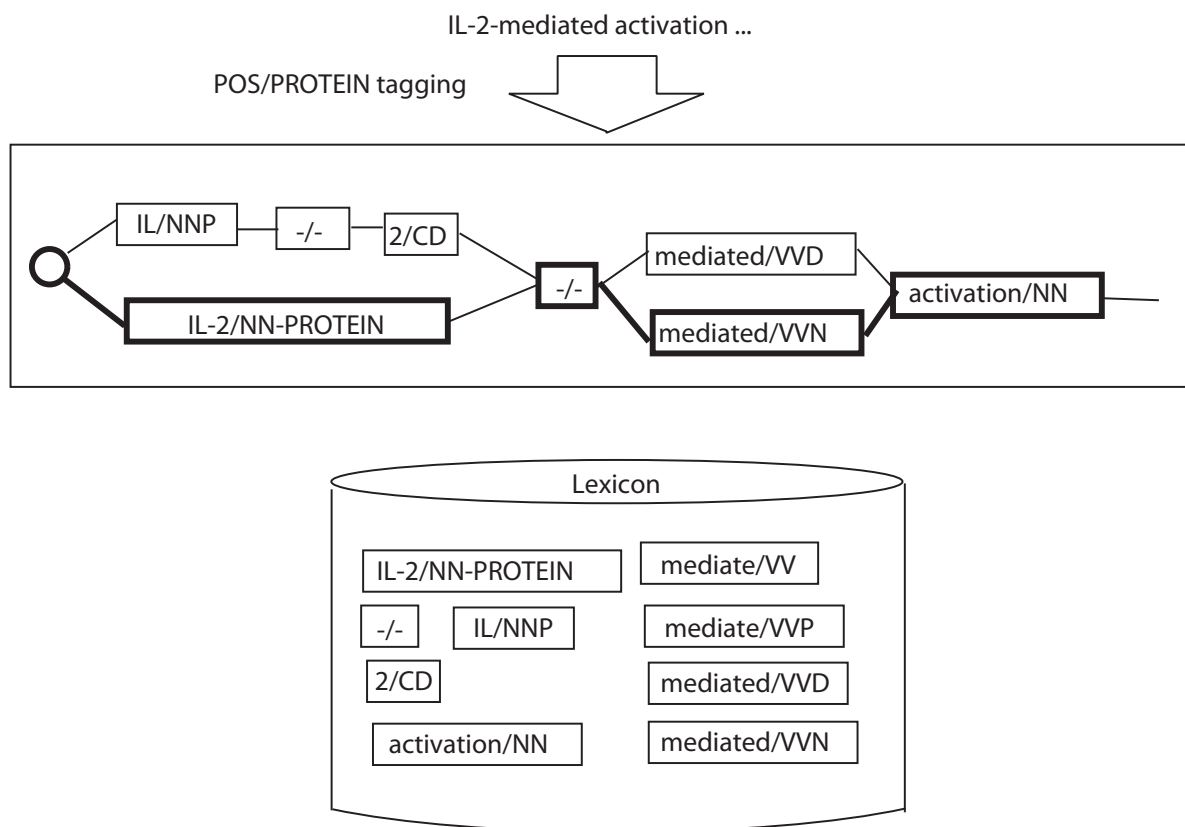 IL-2-mediated activation ...
POS/PROTEIN tagging
IL/NNP -/- 2/CD
mediated/VVD
-/-
activation/NN
IL-2/NN-PROTEIN
mediated/VVN
Lexicon
IL-2/NN-PROTEIN mediate/VV
-/- IL/NNP mediate/VVP
2/CD mediated/VVD
activation/NN mediated/VVN